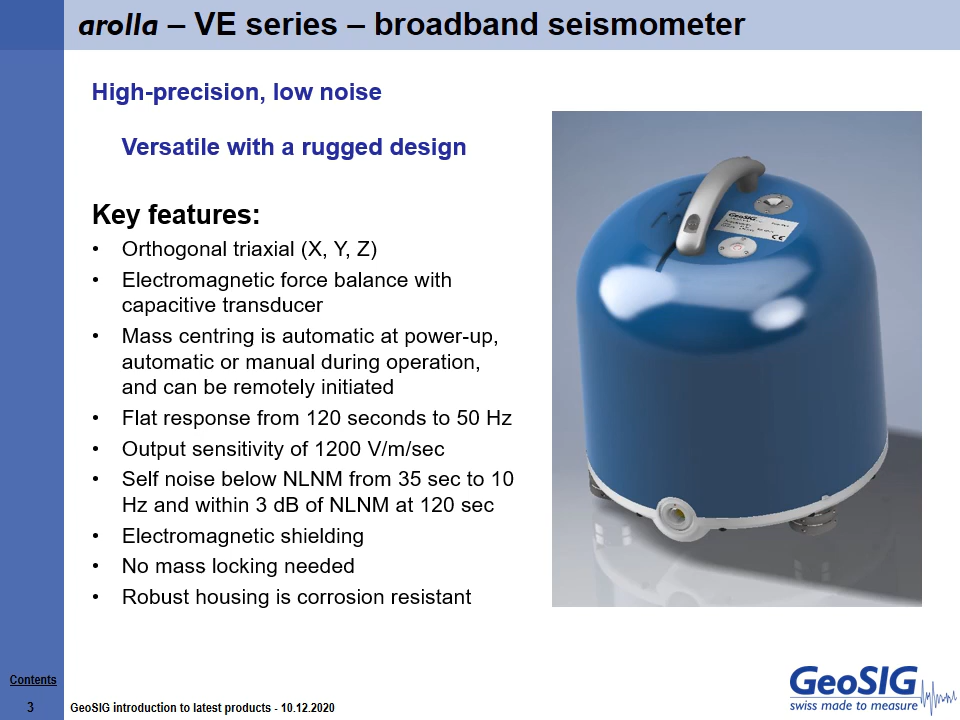 arolla – VE series – broadband seismometer
High-precision, low noise
Versatile with a rugged design
Key features:
• Orthogonal triaxial (X, Y, Z)
• Electromagnetic force balance with
capacitive transducer
• Mass centring is automatic at power-up,
automatic or manual during operation,
and can be remotely initiated
• Flat response from 120 seconds to 50 Hz
• Output sensitivity of 1200 V/m/sec
• Self noise below NLNM from 35 sec to 10
Hz and within 3 dB of NLNM at 120 sec
• Electromagnetic shielding
• No mass locking needed
• Robust housing is corrosion resistant
GeoSIG
CE
Contents
3
GeoSIG introduction to latest products - 10.12.2020
GeoSIG
swiss made to measure